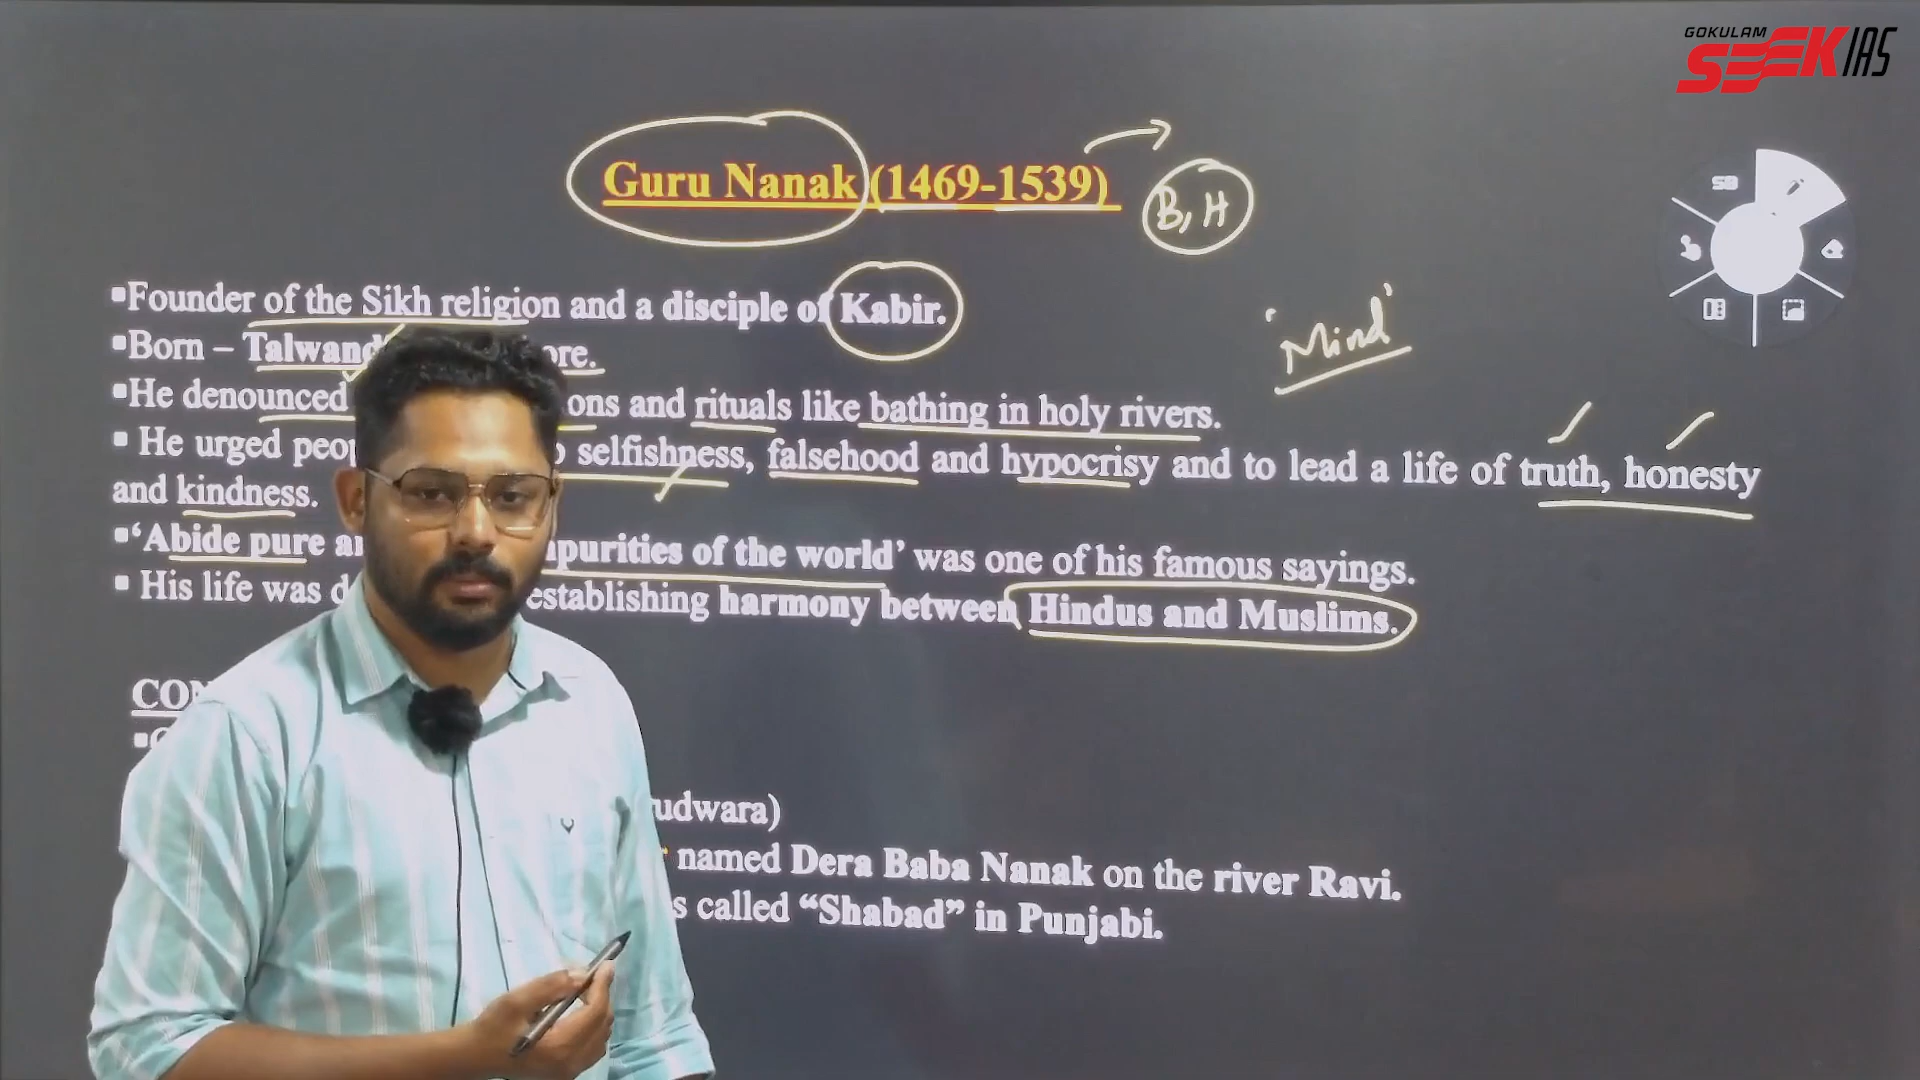 GOKULAM
SEEK IAS
Guru Nanak (1469-1539)
B, H
▪Founder of the Sikh religion and a disciple of Kabir.
'Mind'
▪Born – Talwand ore.
▪He denounced ons and rituals like bathing in holy rivers.
▪ He urged peop selfishness, falsehood and hypocrisy and to lead a life of truth, honesty
and kindness.
▪‘Abide pure purities of the world’ was one of his famous sayings.
▪ His life was d establishing harmony between Hindus and Muslims.
CON
udwara)
named Dera Baba Nanak on the river Ravi.
s called “Shabad” in Punjabi.